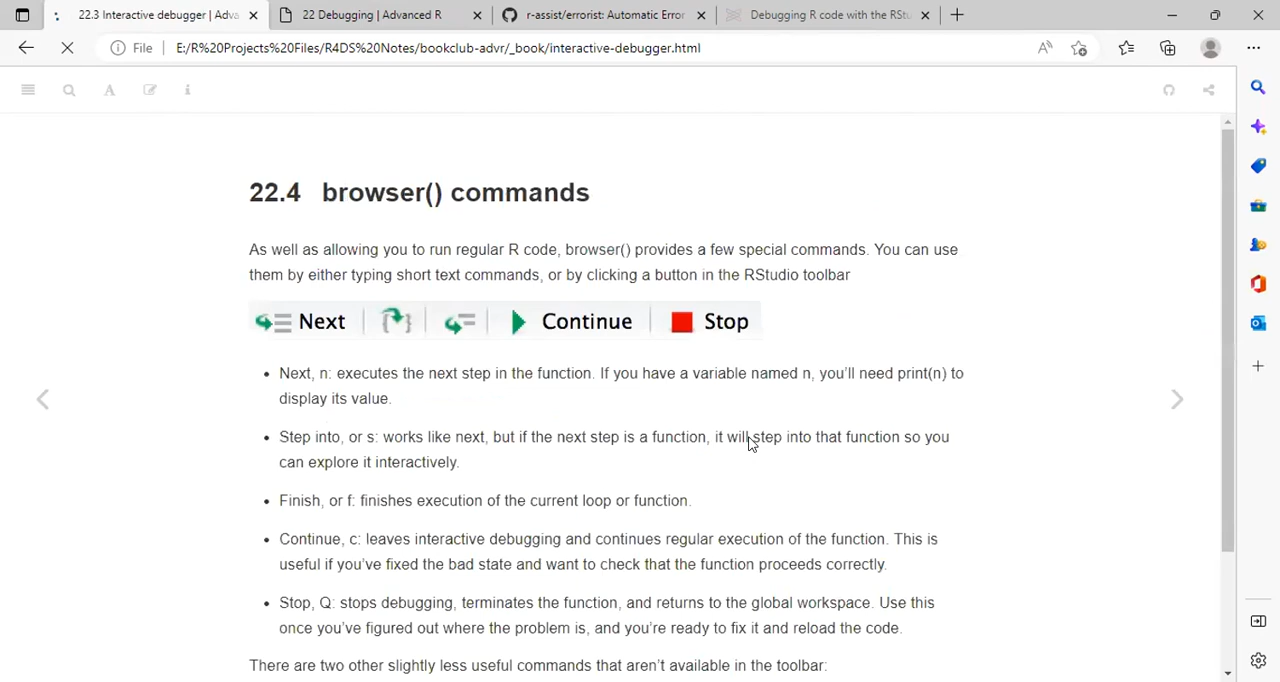 22.3 Interactive debugger | Adva
22 Debugging | Advanced R
r-assist/errorist: Automatic Error
Debugging R code with the RStu
File
E:/R%20Projects%20Files/R4DS%20Notes/bookclub-advr/_book/interactive-debugger.html
22.4 browser() commands
As well as allowing you to run regular R code, browser() provides a few special commands. You can use
them by either typing short text commands, or by clicking a button in the RStudio toolbar
Next
Continue
Stop
• Next, n: executes the next step in the function. If you have a variable named n, you'll need print(n) to
display its value.
• Step into, or s: works like next, but if the next step is a function, it will step into that function so you
can explore it interactively.
• Finish, or f: finishes execution of the current loop or function.
• Continue, c: leaves interactive debugging and continues regular execution of the function. This is
useful if you've fixed the bad state and want to check that the function proceeds correctly.
• Stop, Q: stops debugging, terminates the function, and returns to the global workspace. Use this
once you've figured out where the problem is, and you're ready to fix it and reload the code.
There are two other slightly less useful commands that aren't available in the toolbar: